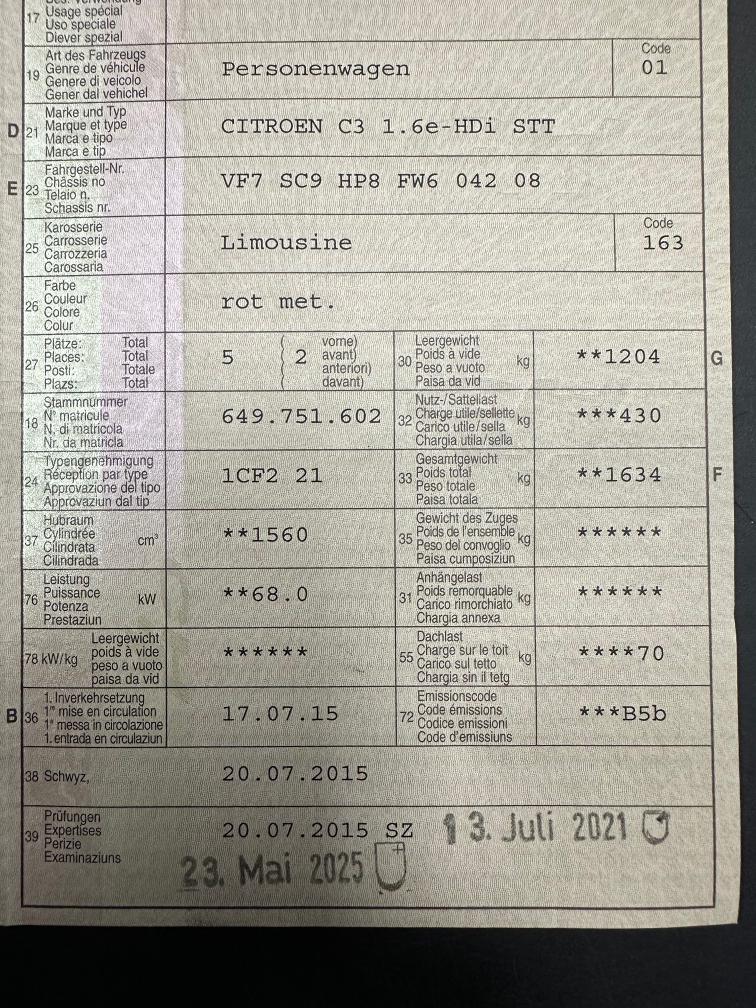 17 Usage spécial
Uso speciale
Diever spezial
19 Art des Fahrzeugs
Genre de véhicule
Genere di veicolo
Gener dal vehichel
Personenwagen
Code
01
D 21 Marke und Typ
Marque et type
Marca e tipo
Marca e tip
CITROEN C3 1.6e-HDi STT
E 23 Fahrgestell-Nr.
Châssis no
Telaio n.
Schassis nr.
VF7 SC9 HP8 FW6 042 08
25 Karosserie
Carrosserie
Carrozzeria
Carossaria
Limousine
Code
163
26 Farbe
Couleur
Colore
Colur
rot met.
27 Plätze: Total
Places: Total
Posti: Totale
Plazs: Total
5 ( 2 vorne)
( avant)
( anteriori)
( davant)
30 Leergewicht
Poids à vide kg
Peso a vuoto
Paisa da vid
**1204 G
18 Stammnummer
N° matricule
N. di matricola
Nr. da matricla
649.751.602
32 Nutz-/Sattellast
Charge utile/sellette kg
Carico utile/sella
Chargia utila/sella
***430
24 Typengenehmigung
Réception par type
Approvazione del tipo
Approvaziun dal tip
1CF2 21
33 Gesamtgewicht
Poids total kg
Peso totale
Paisa totala
**1634 F
37 Hubraum
Cylindrée cm³
Cilindrata
Cilindrada
**1560
35 Gewicht des Zuges
Poids de l'ensemble kg
Peso del convoglio
Paisa cumposiziun
******
76 Leistung
Puissance kW
Potenza
Prestaziun
**68.0
31 Anhängelast
Poids remorquable kg
Carico rimorchiato
Chargia annexa
******
78 kW/kg Leergewicht
poids à vide
peso a vuoto
paisa da vid
******
55 Dachlast
Charge sur le toit kg
Carico sul tetto
Chargia sin il tetg
****70
B 36 1. Inverkehrsetzung
1re mise en circulation
1a messa in circolazione
1. entrada en circulaziun
17.07.15
72 Emissionscode
Code émissions
Codice emissioni
Code d'emissiuns
***B5b
38 Schwyz, 20.07.2015
39 Prüfungen
Expertises
Perizie
Examinaziuns
20.07.2015 SZ 13. Juli 2021
23. Mai 2025